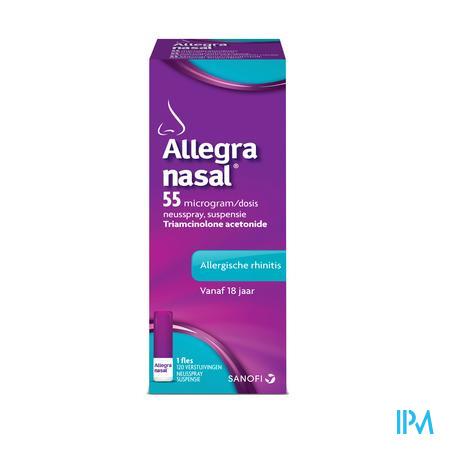 Allegra
nasal®
55 microgram/dosis
neusspray, suspensie
Triamcinolone acetonide
Allergische rhinitis
Vanaf 18 jaar
Allegra
nasal
1 fles
120 VERSTUIVINGEN
NEUSSPRAY
SUSPENSIE
SANOFI
IPM